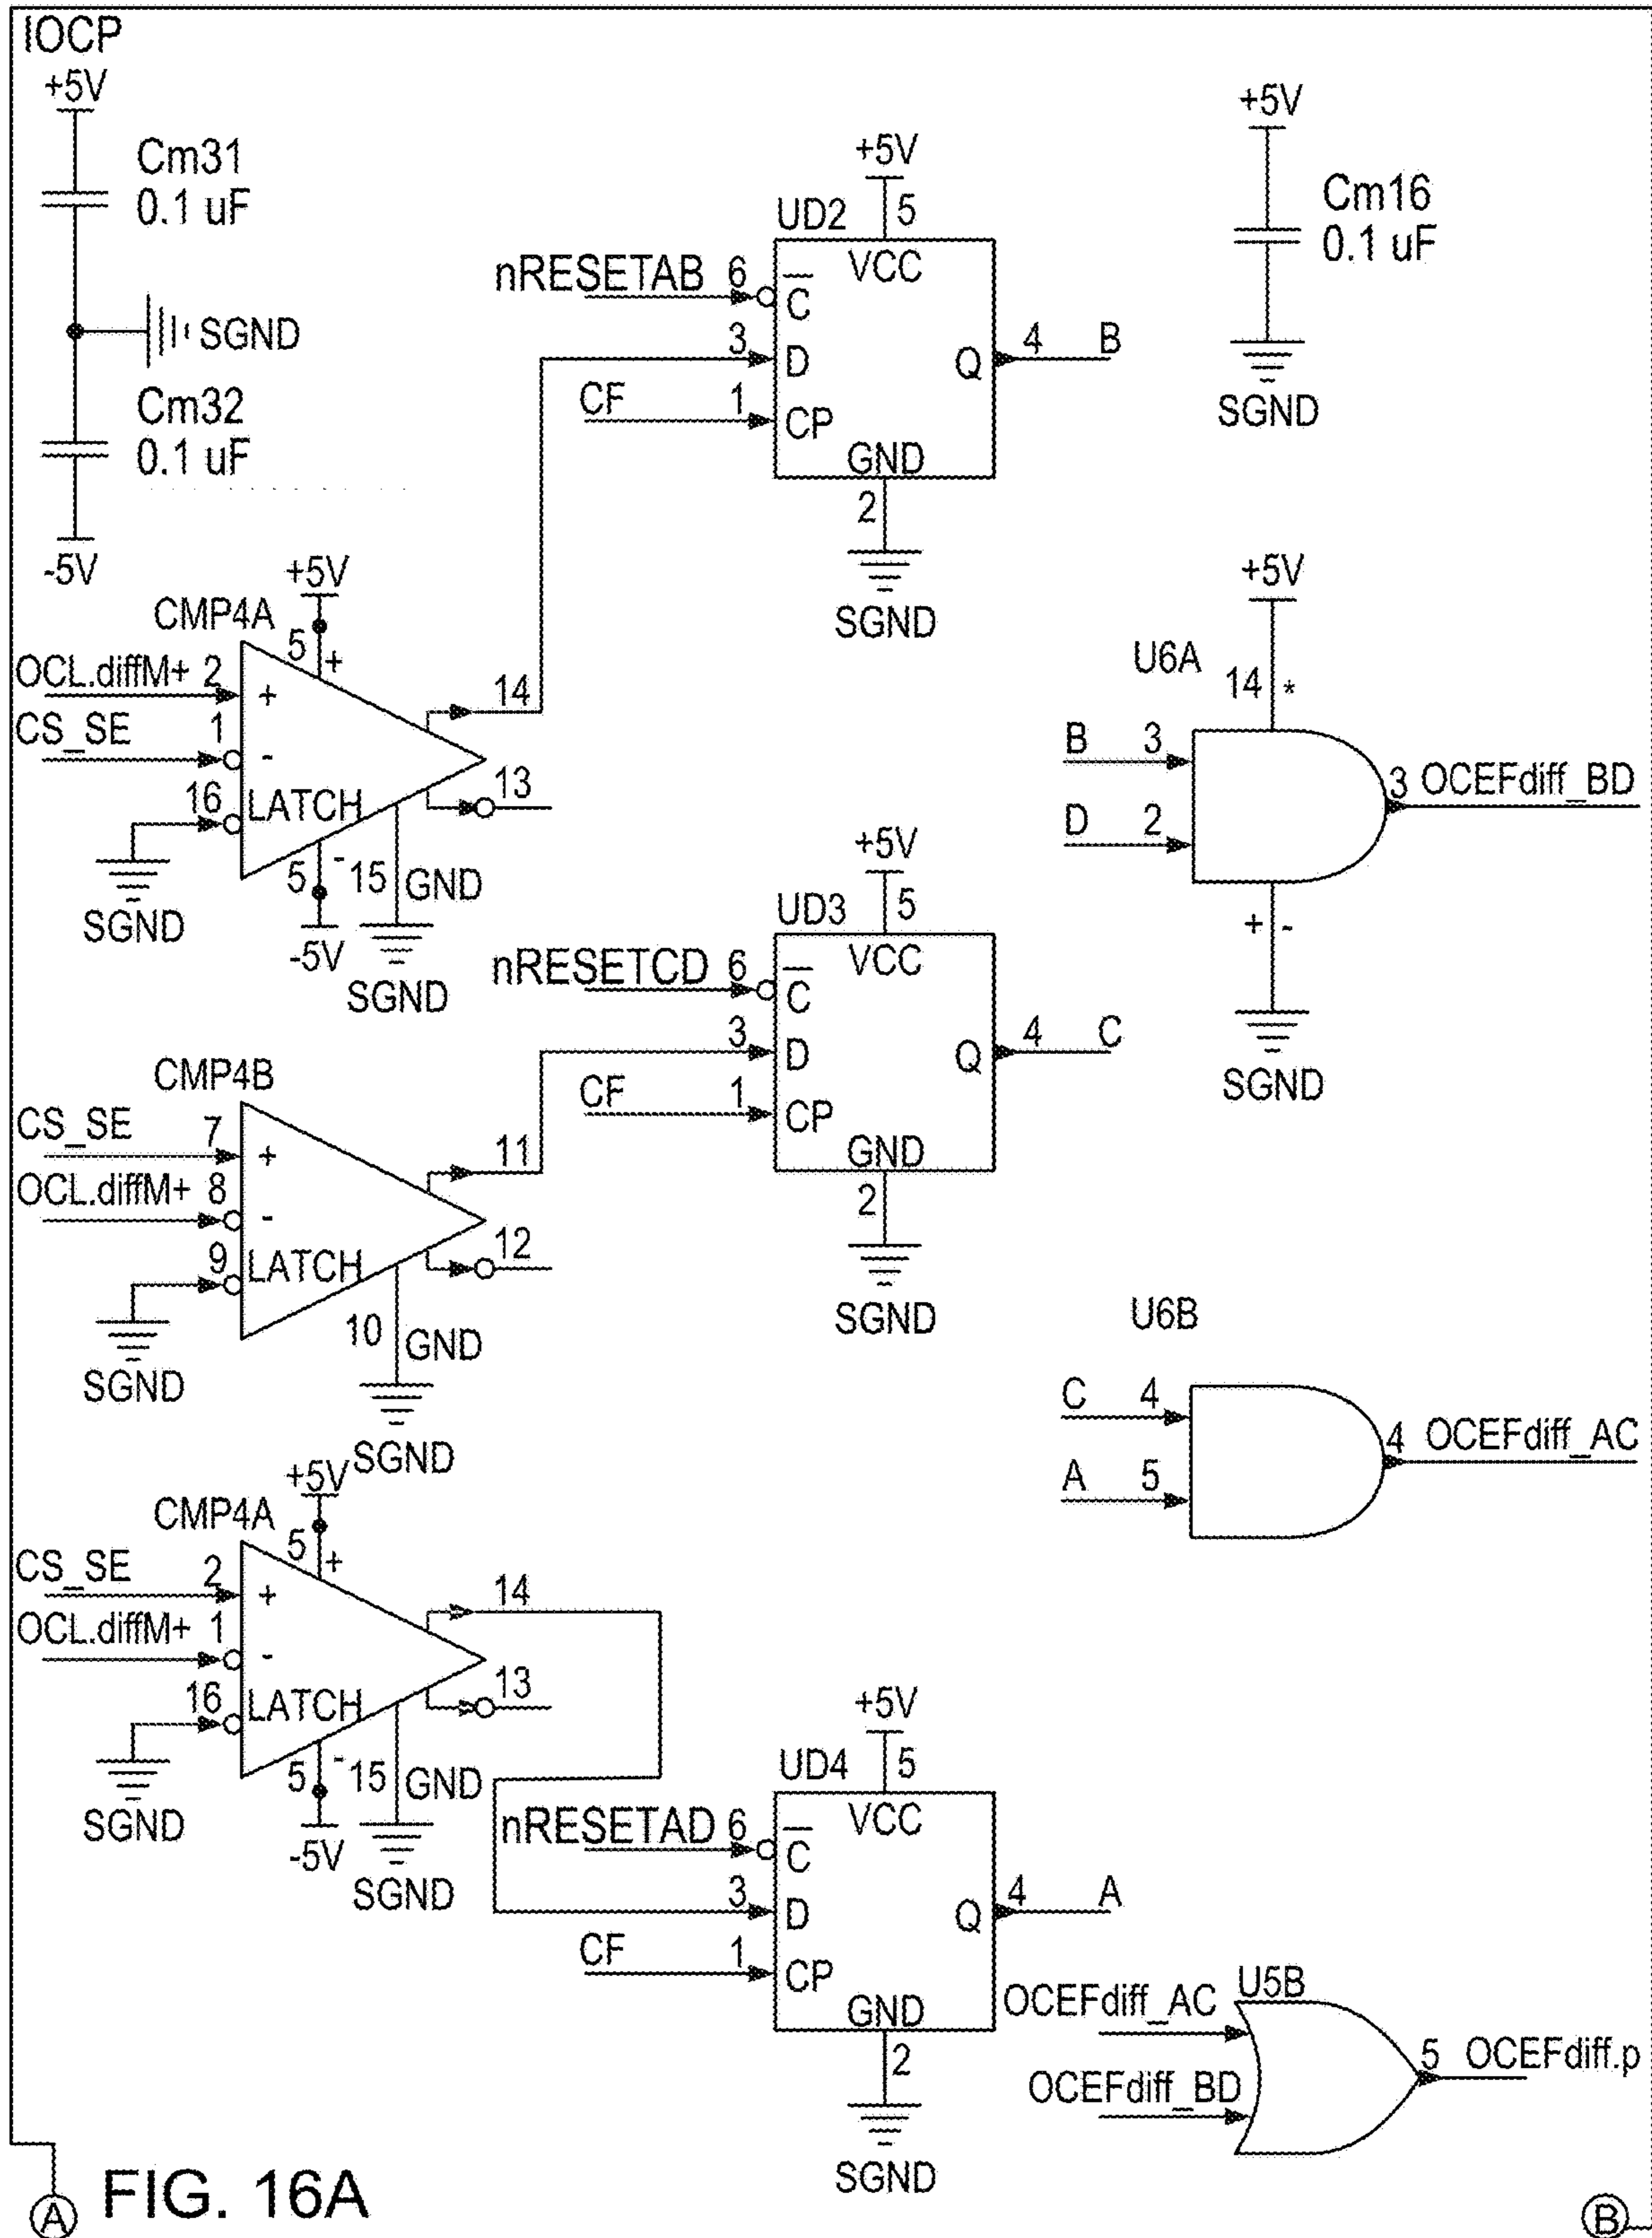 IOCP
+5V
Cm31
0.1 uF
SGND
Cm32
0.1 uF
-5V
+5V
UD2
5
VCC
nRESETAB 6
C
3
D
CF 1
CP
Q
4 B
GND
2
SGND
+5V
Cm16
0.1 uF
SGND
CMP4A
+5V
5
+
OCL.diffM+ 2
+
CS_SE 1
-
16
LATCH
SGND
14
13
5
-
-5V
15 GND
SGND
+5V
U6A
14 *
B 3
D 2
3 OCEFdiff_BD
+ -
SGND
+5V
UD3
5
VCC
nRESETCD 6
C
3
D
CF 1
CP
Q
4 C
GND
2
SGND
CMP4B
CS_SE 7
+
OCL.diffM+ 8
-
9
LATCH
SGND
11
12
10 GND
SGND
U6B
C 4
A 5
4 OCEFdiff_AC
CMP4A
+5V
5
+
CS_SE 2
+
OCL.diffM+ 1
-
16
LATCH
SGND
14
13
5
-
-5V
15 GND
SGND
+5V
UD4
5
VCC
nRESETAD 6
C
3
D
CF 1
CP
Q
4 A
GND
2
SGND
U5B
OCEFdiff_AC
OCEFdiff_BD
5 OCEFdiff.p
A
FIG. 16A
B